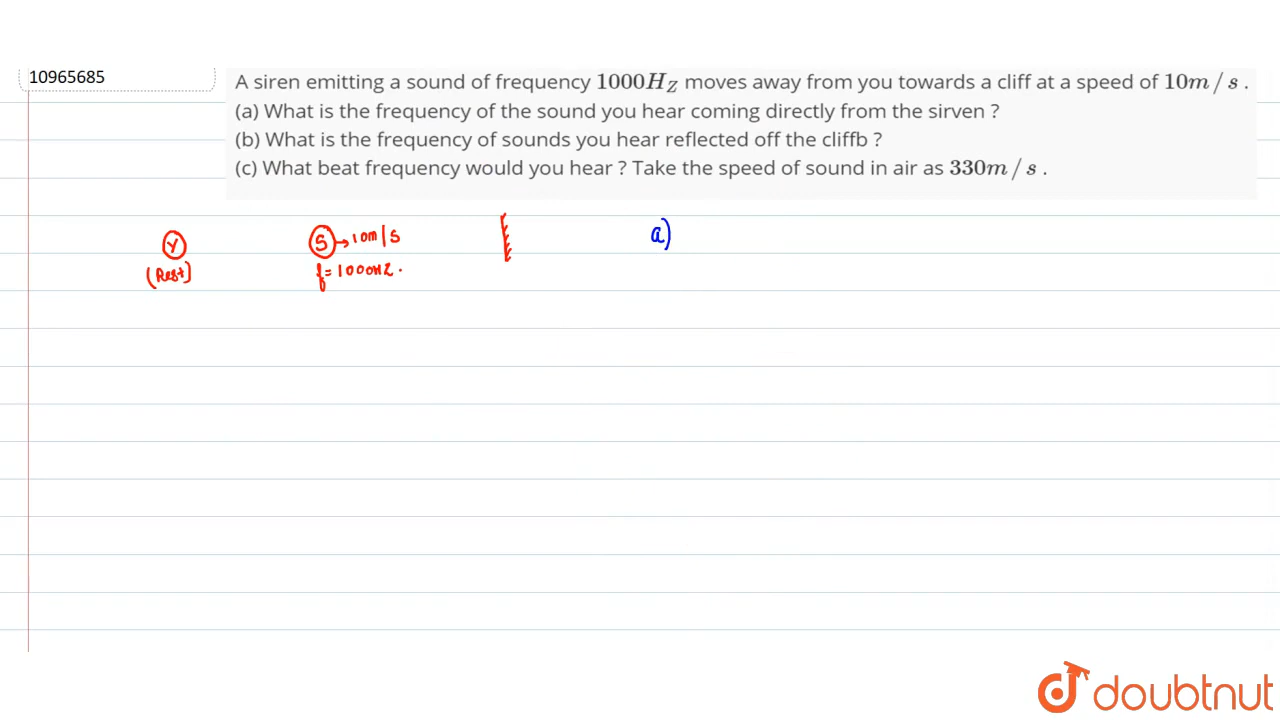 10965685
A siren emitting a sound of frequency 1000H_Z moves away from you towards a cliff at a speed of 10m/s .
(a) What is the frequency of the sound you hear coming directly from the sirven ?
(b) What is the frequency of sounds you hear reflected off the cliffb ?
(c) What beat frequency would you hear ? Take the speed of sound in air as 330m/s .
Y S → 10m/s a)
(Rest) f=1000HZ.
doubtnut